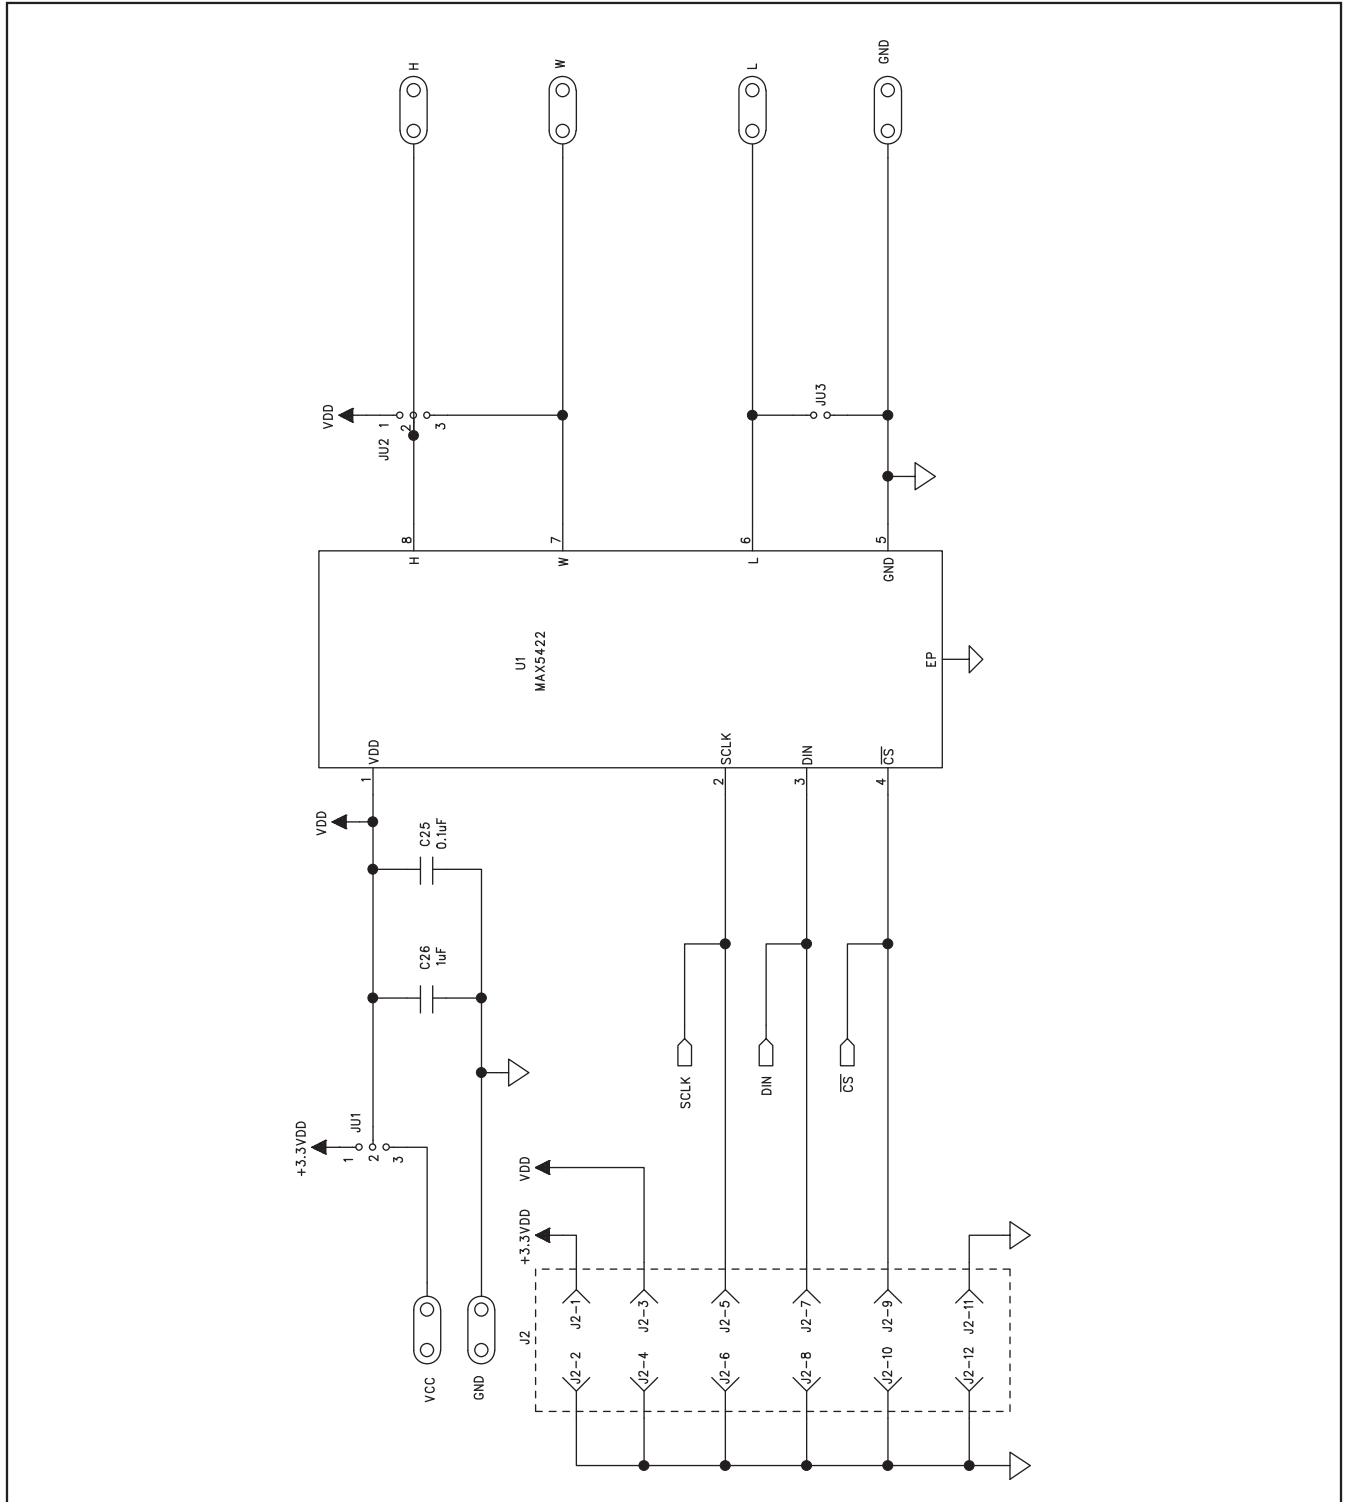 H
W
L
GND
VDD
JU2
1
2
3
JU3
8
7
6
5
H
W
L
GND
U1
MAX5422
EP
VDD
SCLK
DIN
C̅S̅
1
2
3
4
VDD
C25
0.1uF
C26
1uF
+3.3VDD
JU1
1
2
3
SCLK
DIN
C̅S̅
VDD
+3.3VDD
J2
J2-1
J2-3
J2-5
J2-7
J2-9
J2-11
J2-2
J2-4
J2-6
J2-8
J2-10
J2-12
VCC
GND